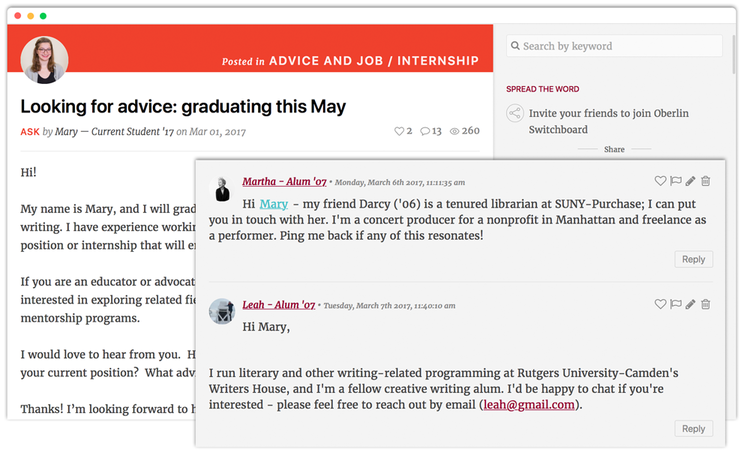 Posted in ADVICE AND JOB / INTERNSHIP
Search by keyword
Looking for advice: graduating this May
ASK by Mary — Current Student '17 on Mar 01, 2017
2 13 260
SPREAD THE WORD
Invite your friends to join Oberlin
Switchboard
Share
Hi!
My name is Mary, and I will grad
writing. I have experience workin
position or internship that will e
If you are an educator or advocat
interested in exploring related fie
mentorship programs.
I would love to hear from you. H
your current position? What adv
Thanks! I'm looking forward to h
Martha - Alum '07 • Monday, March 6th 2017, 11:11:35 am
Hi Mary - my friend Darcy ('06) is a tenured librarian at SUNY-Purchase; I can put
you in touch with her. I'm a concert producer for a nonprofit in Manhattan and freelance as
a performer. Ping me back if any of this resonates!
Reply
Leah - Alum '07 • Tuesday, March 7th 2017, 11:40:10 am
Hi Mary,
I run literary and other writing-related programming at Rutgers University-Camden's
Writers House, and I'm a fellow creative writing alum. I'd be happy to chat if you're
interested - please feel free to reach out by email (leah@gmail.com).
Reply